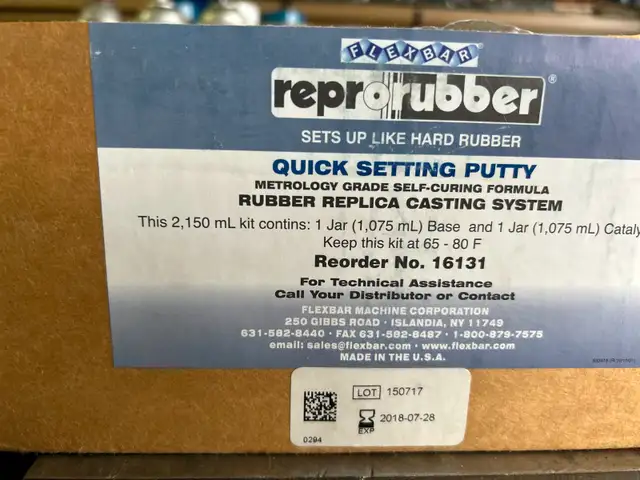 FLEXBAR
reprorubber®
SETS UP LIKE HARD RUBBER
QUICK SETTING PUTTY
METROLOGY GRADE SELF-CURING FORMULA
RUBBER REPLICA CASTING SYSTEM
This 2,150 mL kit contins: 1 Jar (1,075 mL) Base and 1 Jar (1,075 mL) Cataly
Keep this kit at 65 - 80 F
Reorder No. 16131
For Technical Assistance
Call Your Distributor or Contact
FLEXBAR MACHINE CORPORATION
250 GIBBS ROAD · ISLANDIA, NY 11749
631-582-8440 · FAX 631-582-8487 · 1-800-879-7575
email: sales@flexbar.com · www.flexbar.com
MADE IN THE U.S.A.
LOT 150717
2018-07-28
EXP
0294